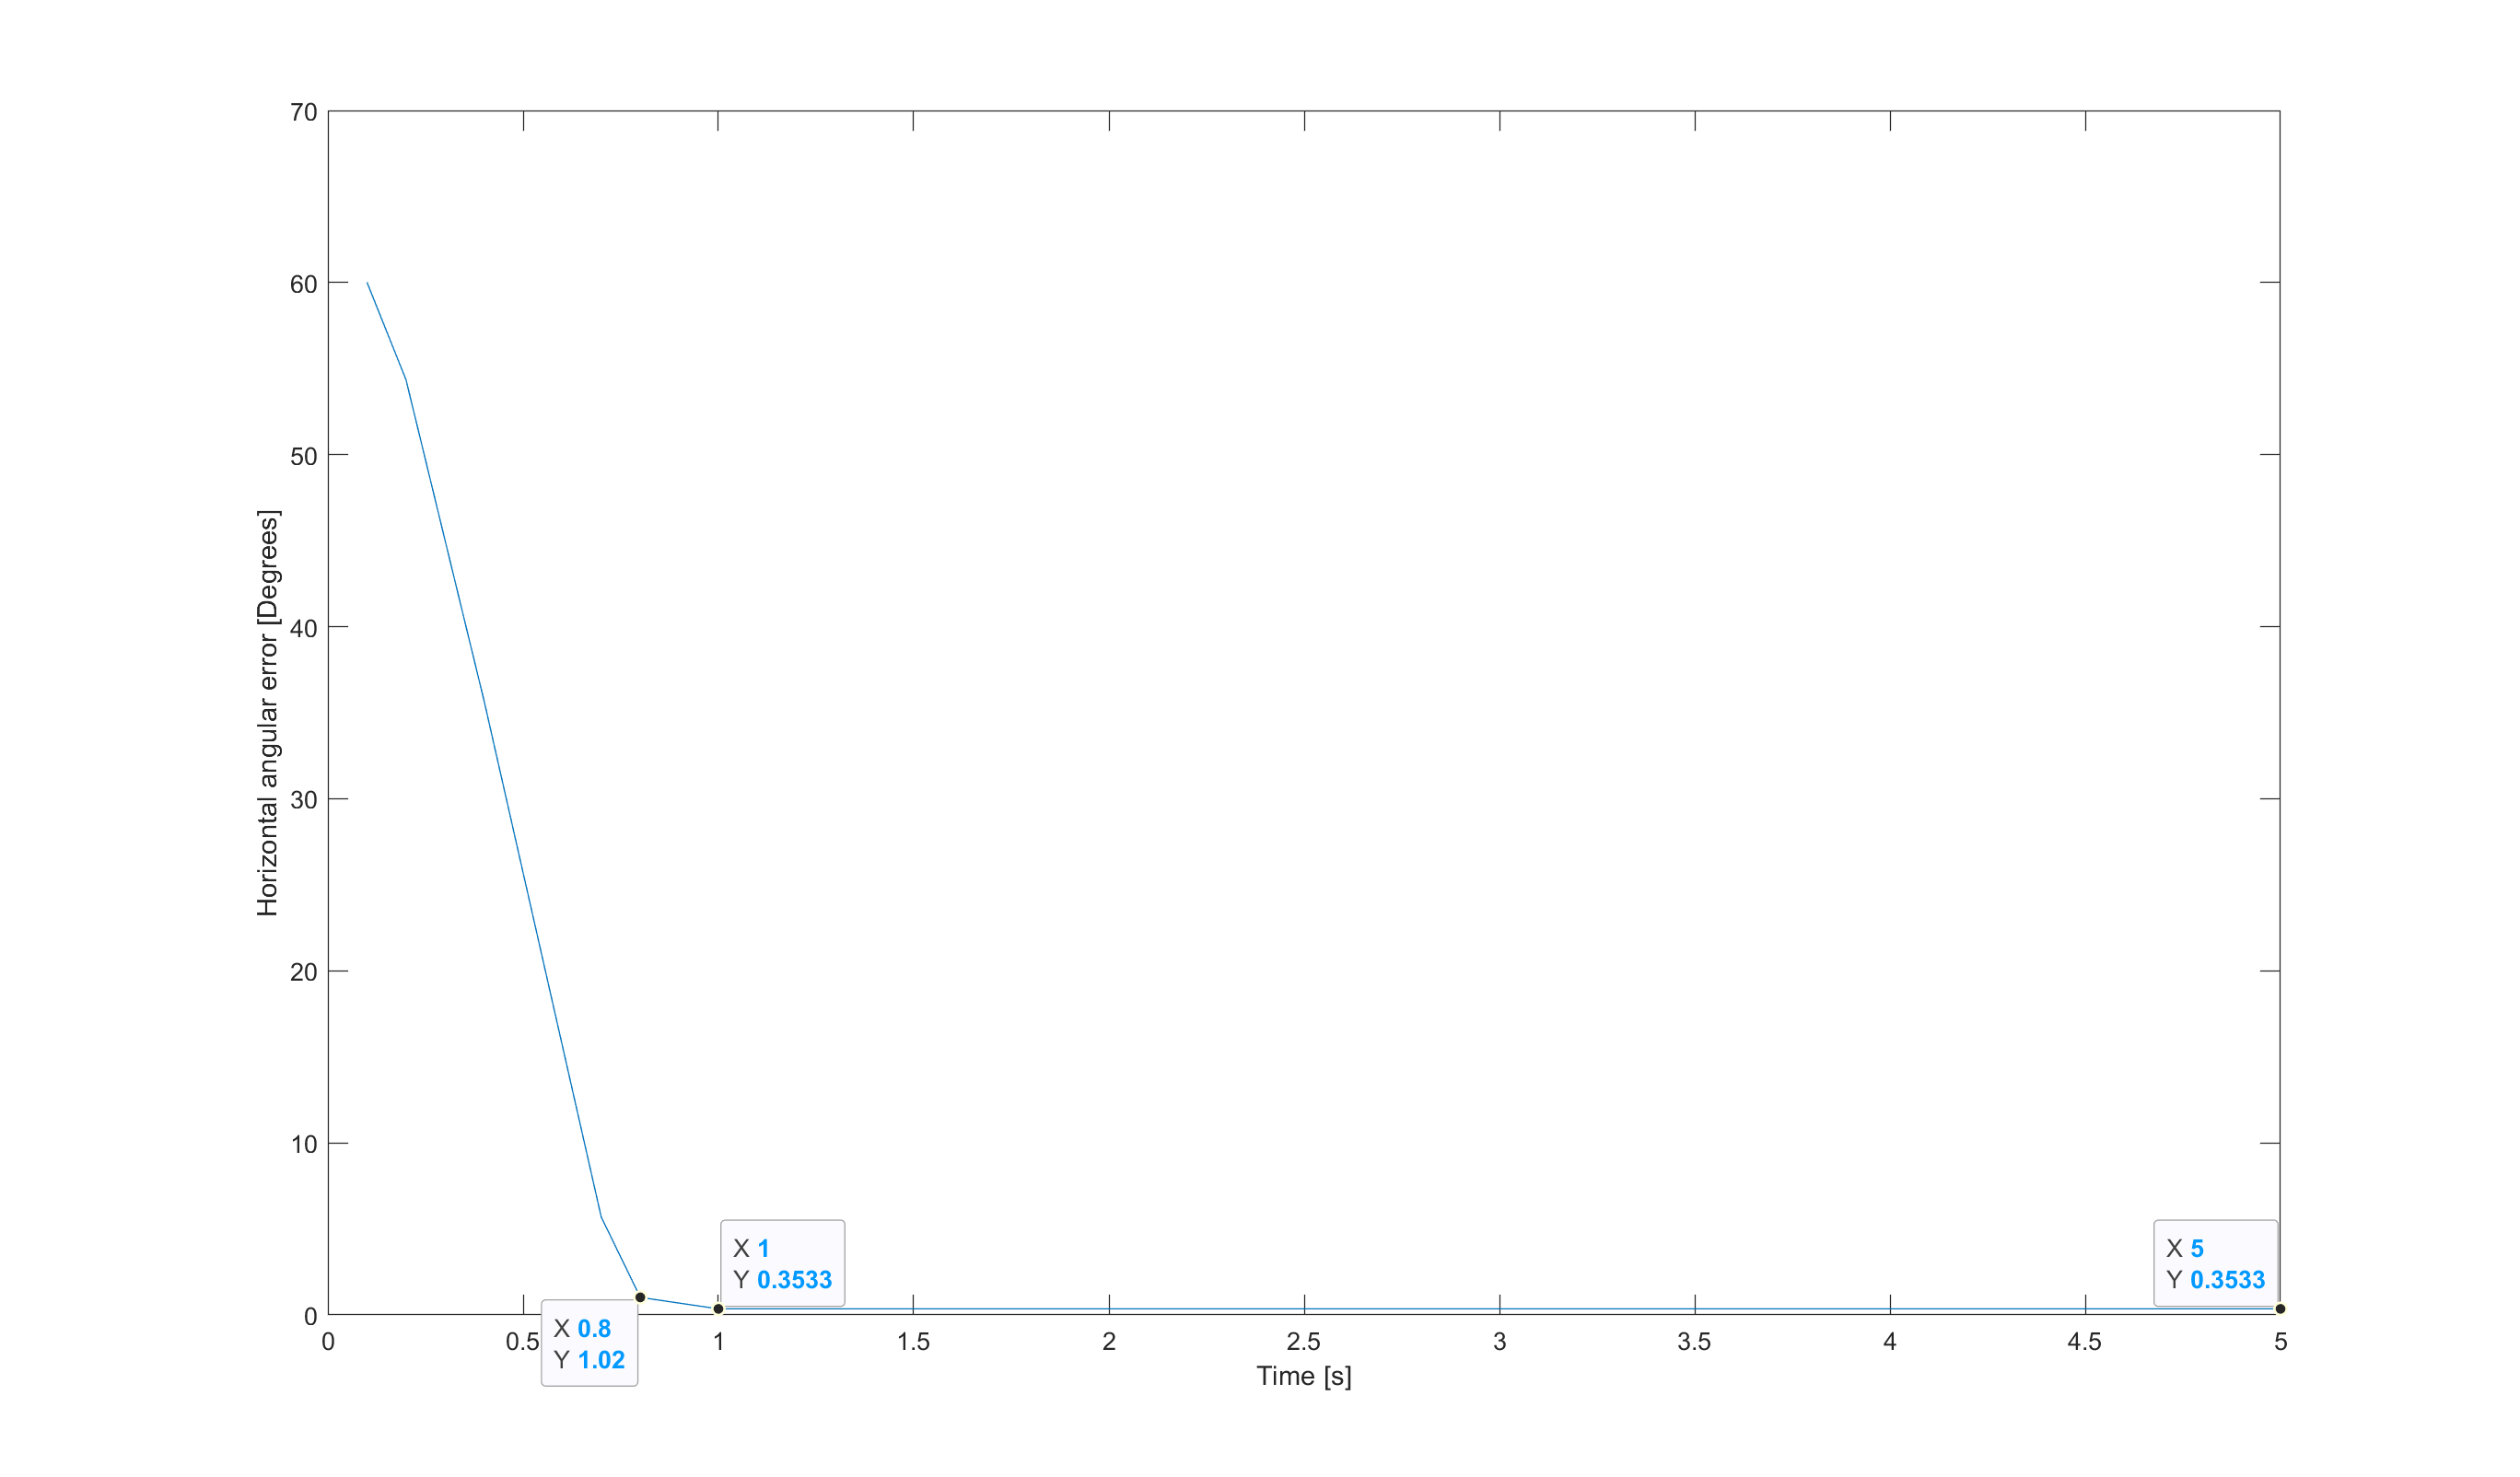 70
60
50
40
30
20
10
0
Horizontal angular error [Degrees]
X 1
Y 0.3533
X 5
Y 0.3533
X 0.8
Y 1.02
0 0.5 1 1.5 2 2.5 3 3.5 4 4.5 5
Time [s]